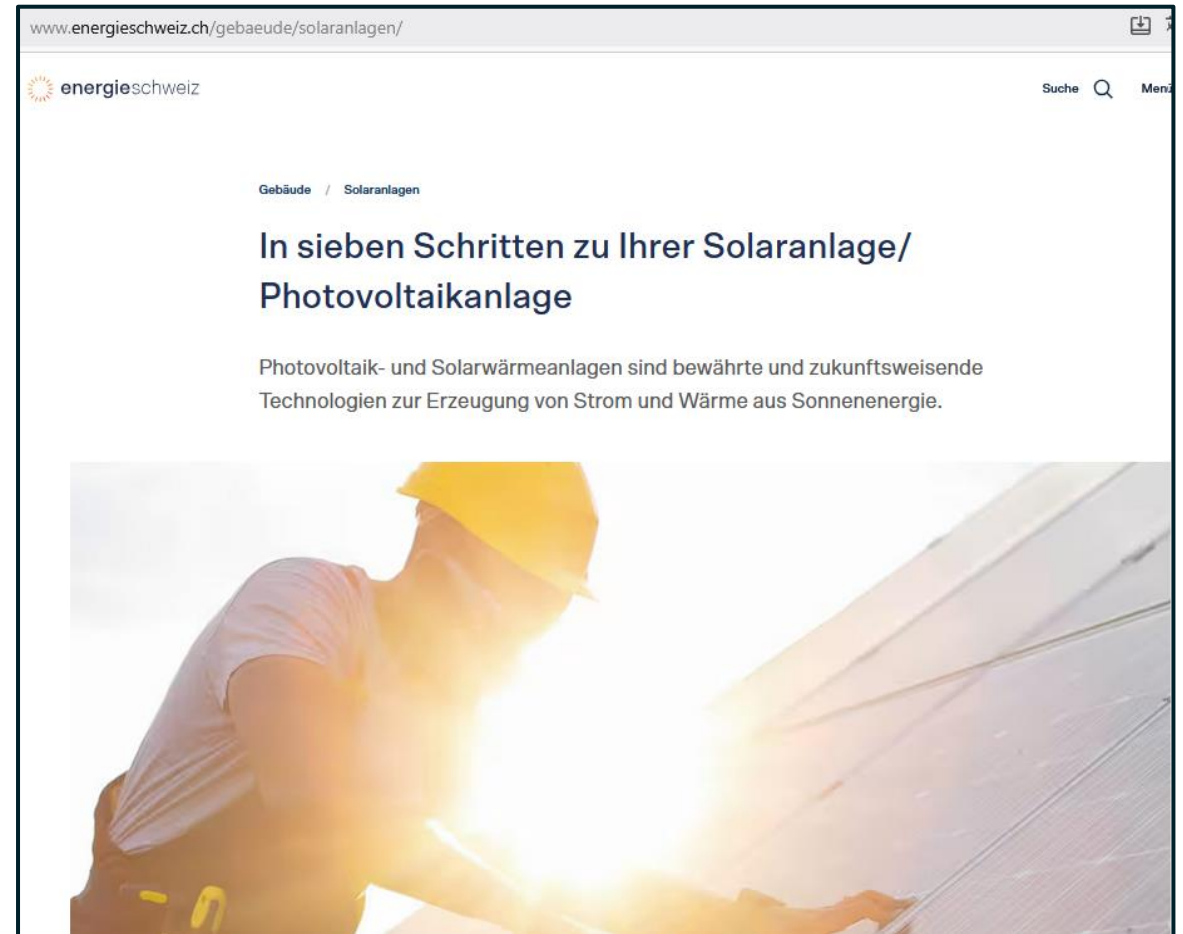 www.energieschweiz.ch/gebaeude/solaranlagen/
energieschweiz
Suche
Gebäude / Solaranlagen
In sieben Schritten zu Ihrer Solaranlage/
Photovoltaikanlage
Photovoltaik- und Solarwärmeanlagen sind bewährte und zukunftsweisende
Technologien zur Erzeugung von Strom und Wärme aus Sonnenenergie.